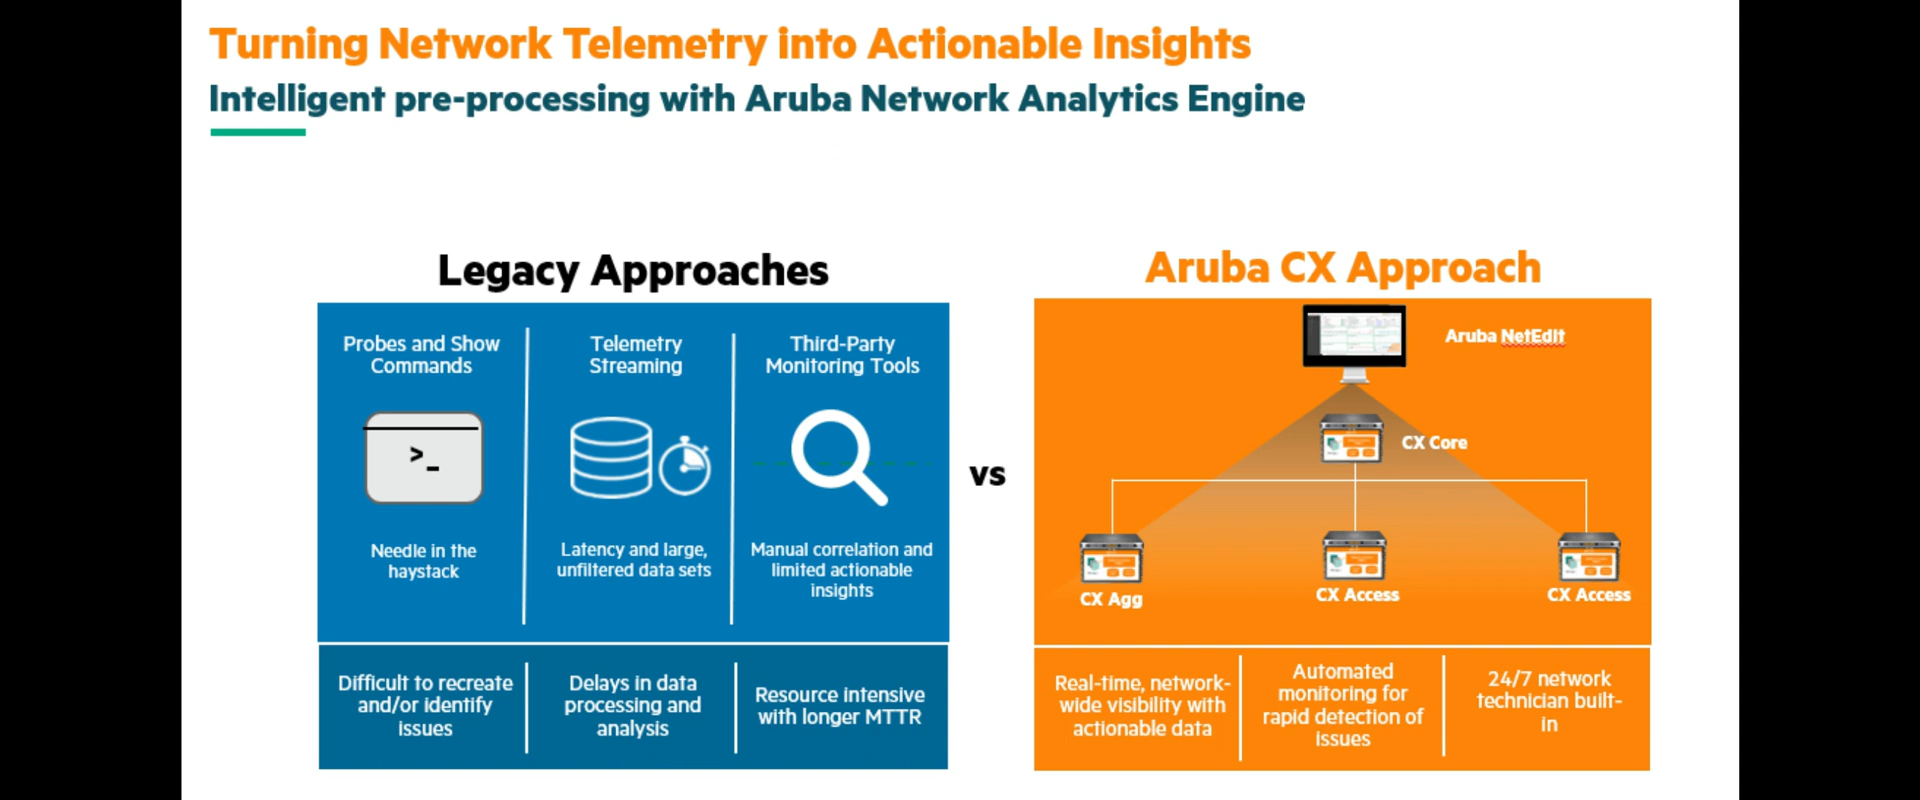 Turning Network Telemetry into Actionable Insights
Intelligent pre-processing with Aruba Network Analytics Engine
Legacy Approaches
Probes and Show
Commands
Telemetry
Streaming
Third-Party
Monitoring Tools
>_
Needle in the
haystack
Latency and large,
unfiltered data sets
Manual correlation and
limited actionable
insights
Difficult to recreate
and/or identify
issues
Delays in data
processing and
analysis
Resource intensive
with longer MTTR
vs
Aruba CX Approach
Aruba NetEdit
CX Core
CX Agg
CX Access
CX Access
Real-time, network-
wide visibility with
actionable data
Automated
monitoring for
rapid detection of
issues
24/7 network
technician built-
in